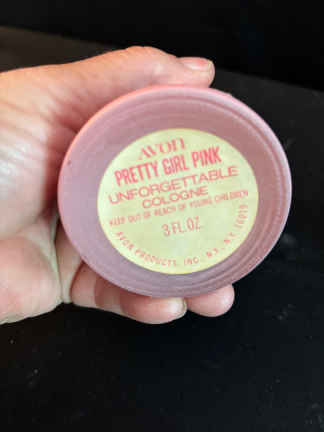 AVON
PRETTY GIRL PINK
UNFORGETTABLE
COLOGNE
KEEP OUT OF REACH OF YOUNG CHILDREN
3 FL. OZ.
AVON PRODUCTS, INC., N.Y., N.Y. 10019